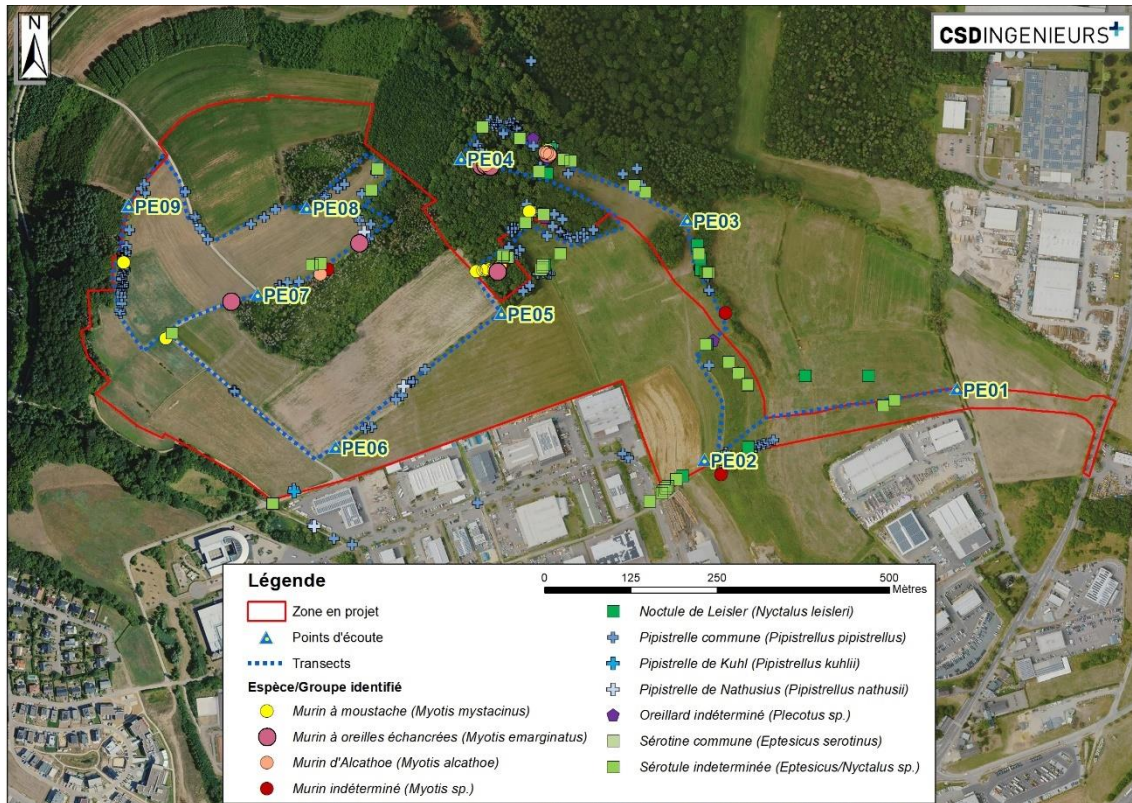 N
CSDINGENIEURS+
PE04
PE09
PE08
PE03
PE07
PE05
PE01
PE06
PE02
Légende
Zone en projet
Points d'écoute
Transects
Espèce/Groupe identifié
Murin à moustache (Myotis mystacinus)
Murin à oreilles échancrées (Myotis emarginatus)
Murin d'Alcathoe (Myotis alcathoe)
Murin indéterminé (Myotis sp.)
0 125 250 500
Mètres
Noctule de Leisler (Nyctalus leisleri)
Pipistrelle commune (Pipistrellus pipistrellus)
Pipistrelle de Kuhl (Pipistrellus kuhlii)
Pipistrelle de Nathusius (Pipistrellus nathusii)
Oreillard indéterminé (Plecotus sp.)
Sérotine commune (Eptesicus serotinus)
Sérotule indeterminée (Eptesicus/Nyctalus sp.)